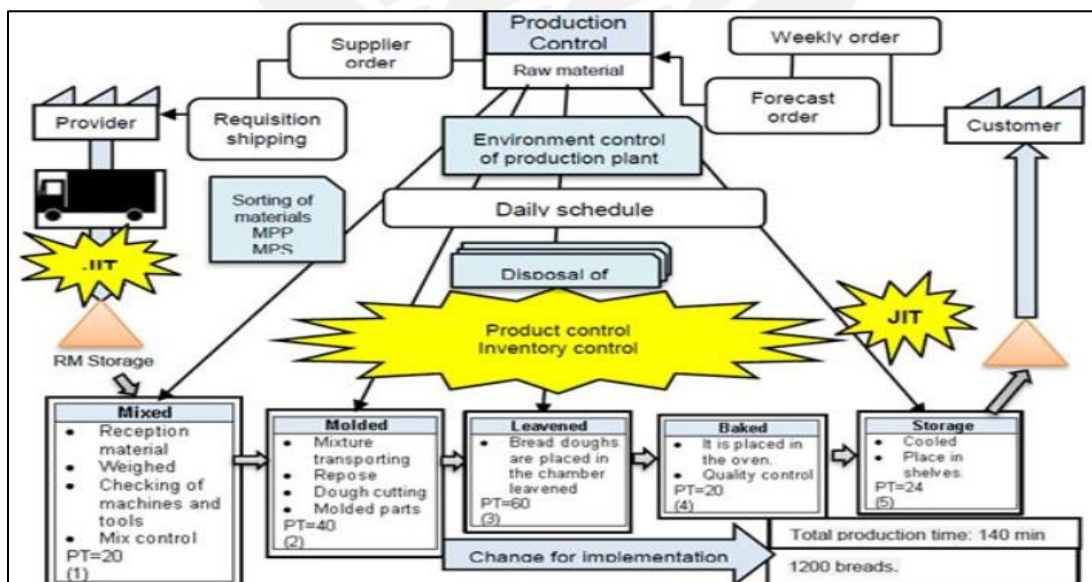 Production
Control
Raw material
Supplier
order
Requisition
shipping
Provider
Weekly order
Forecast
order
Customer
Environment control
of production plant
Sorting of
materials
MPP
MPS
Daily schedule
Disposal of
JIT
Product control
Inventory control
JIT
RM Storage
Mixed
• Reception
material
• Weighed
• Checking of
machines and
tools
• Mix control
PT=20
(1)
Molded
• Mixture
transporting
• Repose
• Dough cutting
• Molded parts
PT=40
(2)
Leavened
• Bread doughs
are placed in
the chamber
leavened
PT=60
(3)
Baked
• It is placed in
the oven.
• Quality control
PT=20
(4)
Storage
• Cooled
• Place in
shelves.
PT=24
(5)
Change for implementation
Total production time: 140 min
1200 breads.